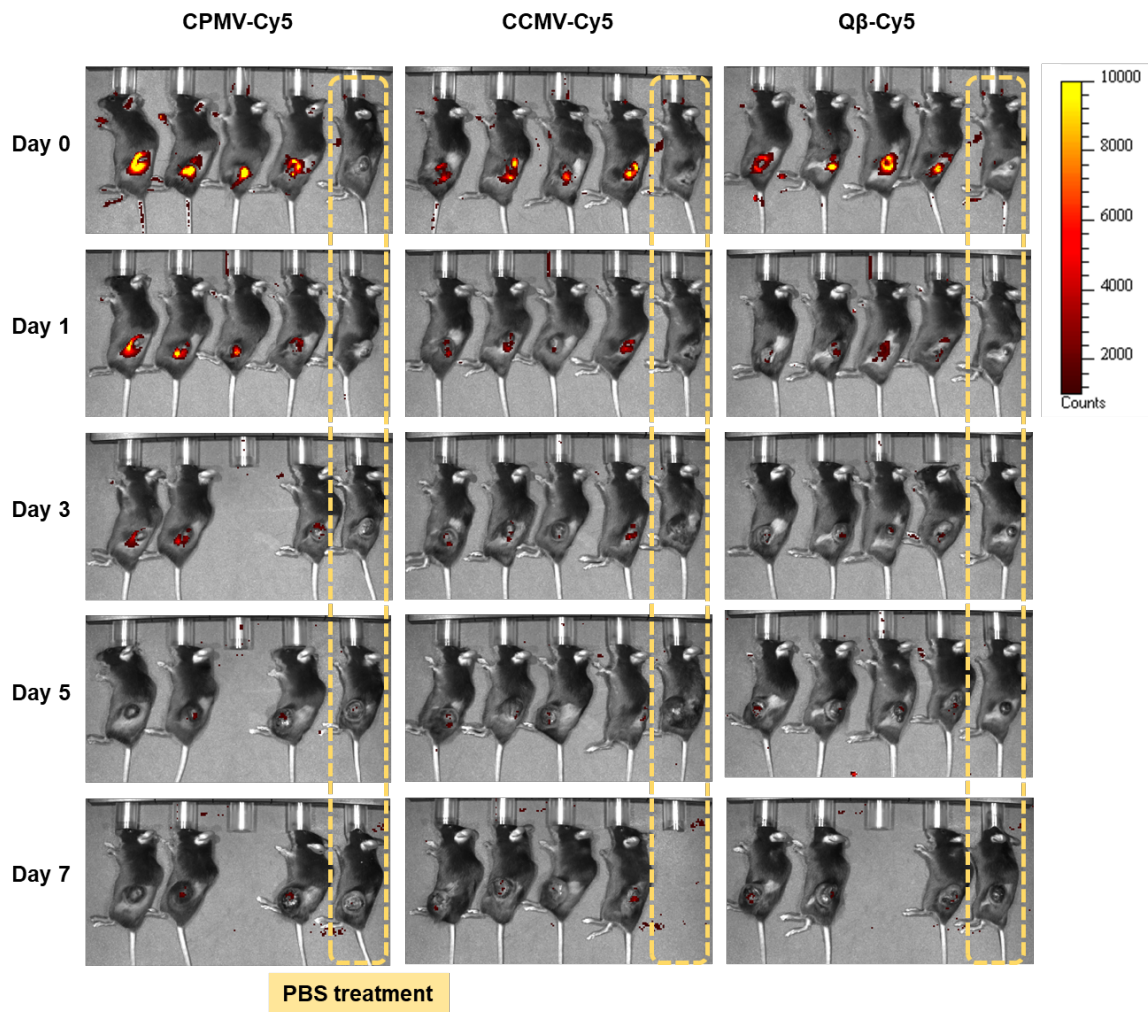 CPMV-Cy5 CCMV-Cy5 Qβ-Cy5
Day 0
10000
8000
6000
4000
2000
Counts
Day 1
Day 3
Day 5
Day 7
PBS treatment